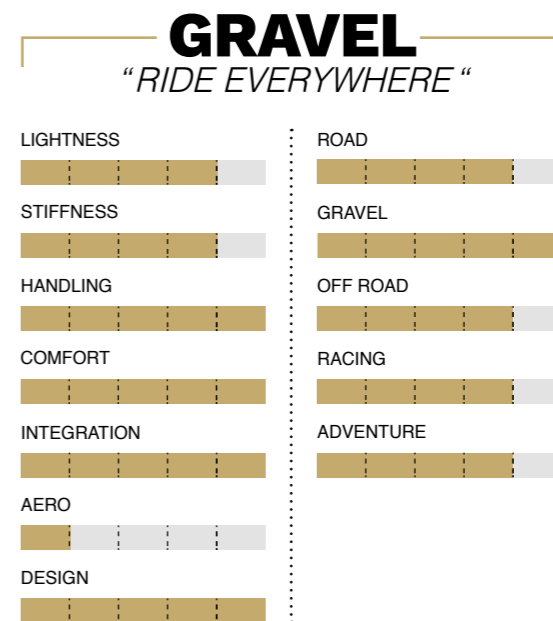 GRAVEL
“RIDE EVERYWHERE“
LIGHTNESS
STIFFNESS
HANDLING
COMFORT
INTEGRATION
AERO
DESIGN
ROAD
GRAVEL
OFF ROAD
RACING
ADVENTURE